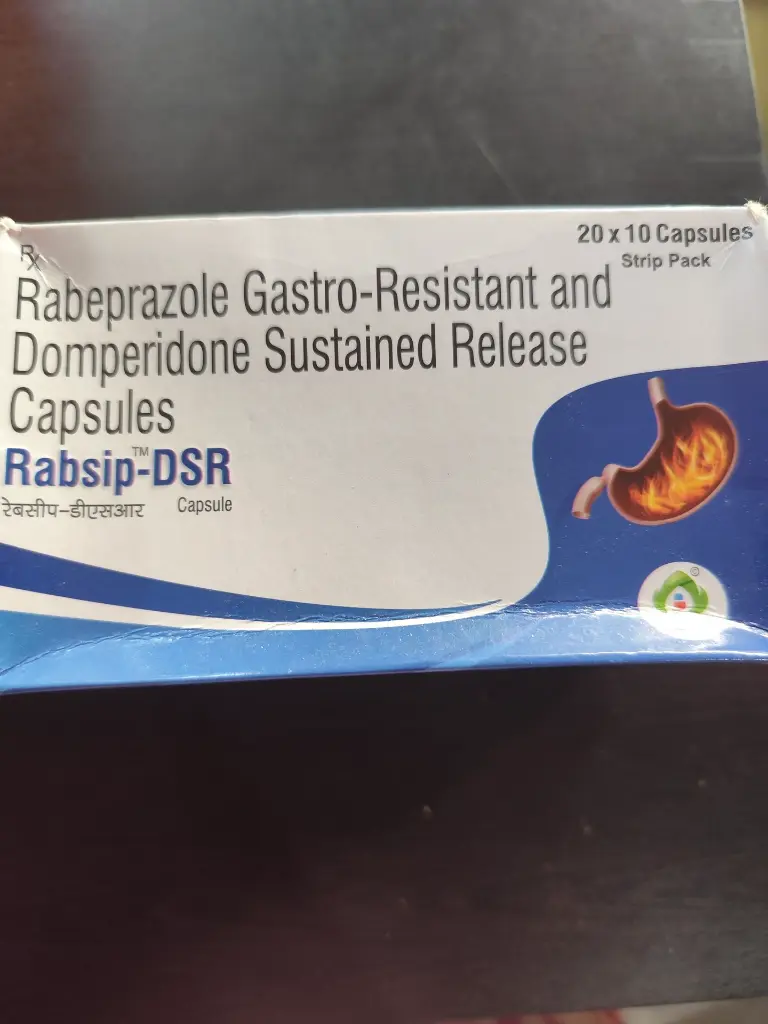 20 x 10 Capsules
Strip Pack
Rx
Rabeprazole Gastro-Resistant and
Domperidone Sustained Release
Capsules
Rabsip™-DSR
रेबसीप-डीएसआर Capsule
©